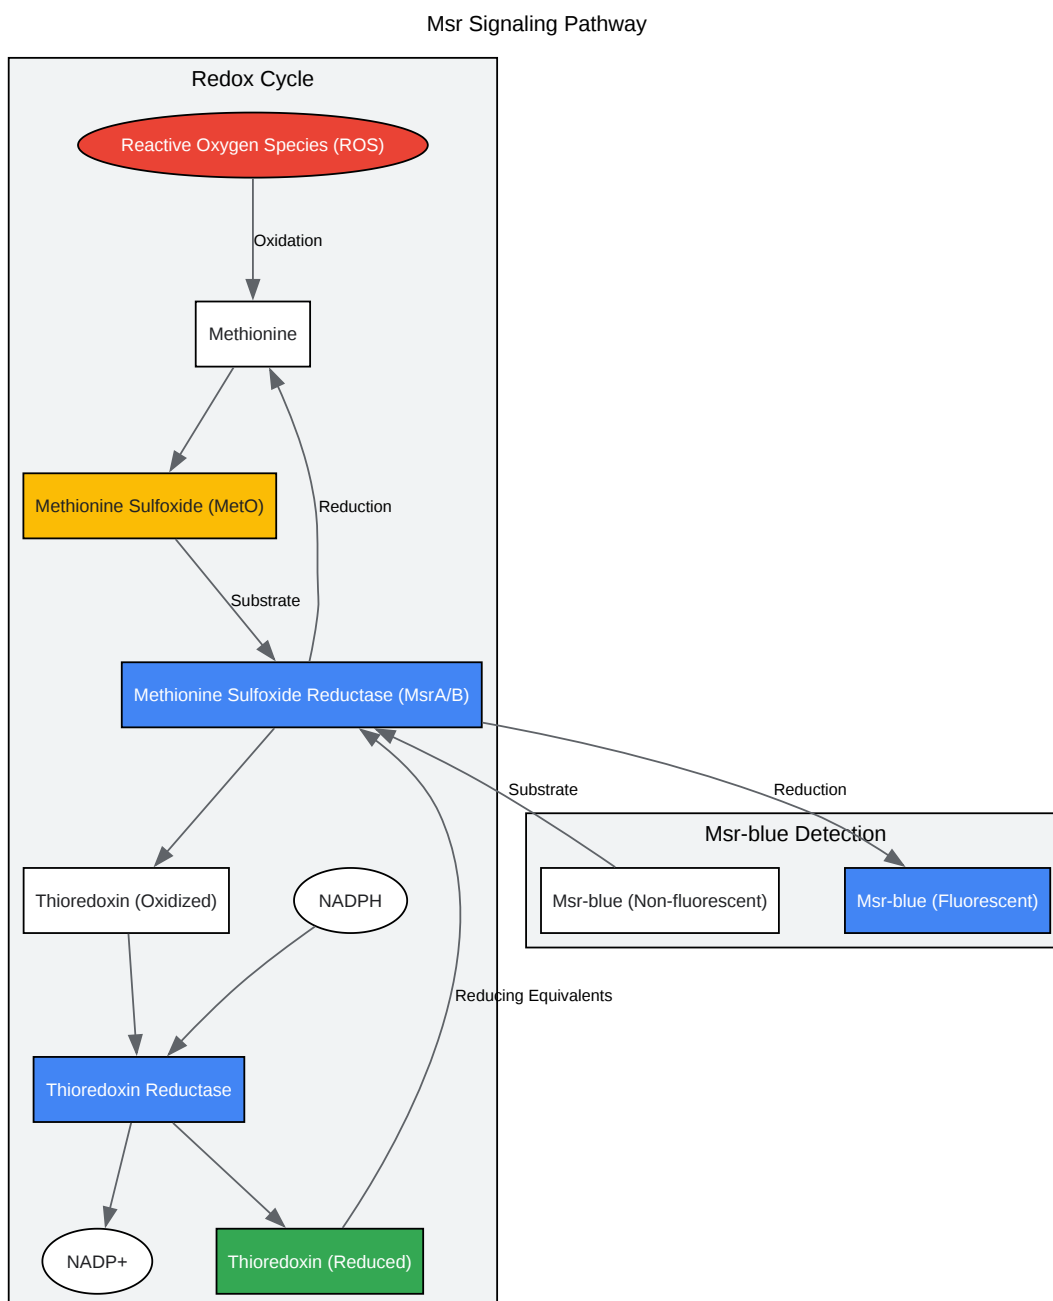 Msr Signaling Pathway
Redox Cycle
Reactive Oxygen Species (ROS)
Oxidation
Methionine
Methionine Sulfoxide (MetO)
Reduction
Substrate
Methionine Sulfoxide Reductase (MsrA/B)
Substrate
Reduction
Msr-blue Detection
Thioredoxin (Oxidized)
NADPH
Msr-blue (Non-fluorescent)
Msr-blue (Fluorescent)
Reducing Equivalents
Thioredoxin Reductase
NADP+
Thioredoxin (Reduced)